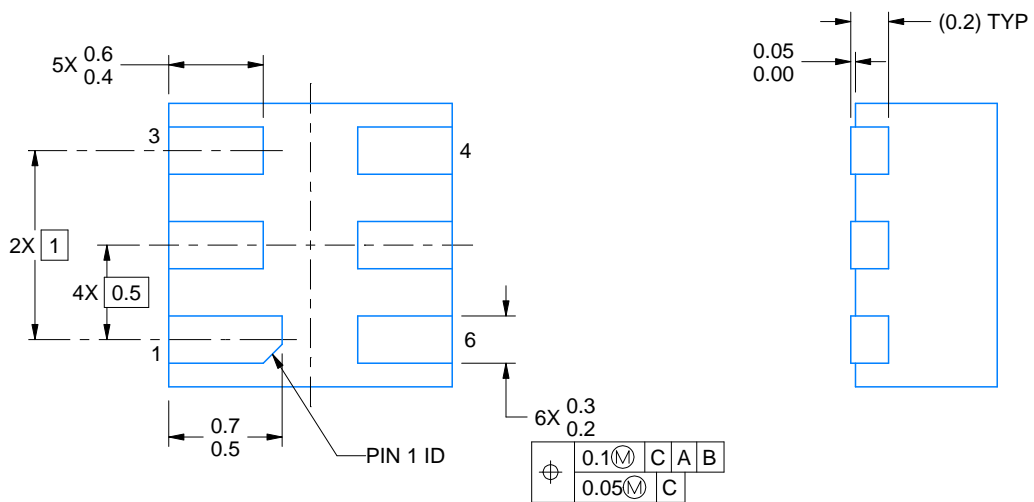 (0.2) TYP
5X 0.6
0.4
0.05
0.00
3
4
2X 1
4X 0.5
1
6
0.7
0.5
PIN 1 ID
6X 0.3
0.2
⌖ 0.1Ⓜ C A B
0.05Ⓜ C